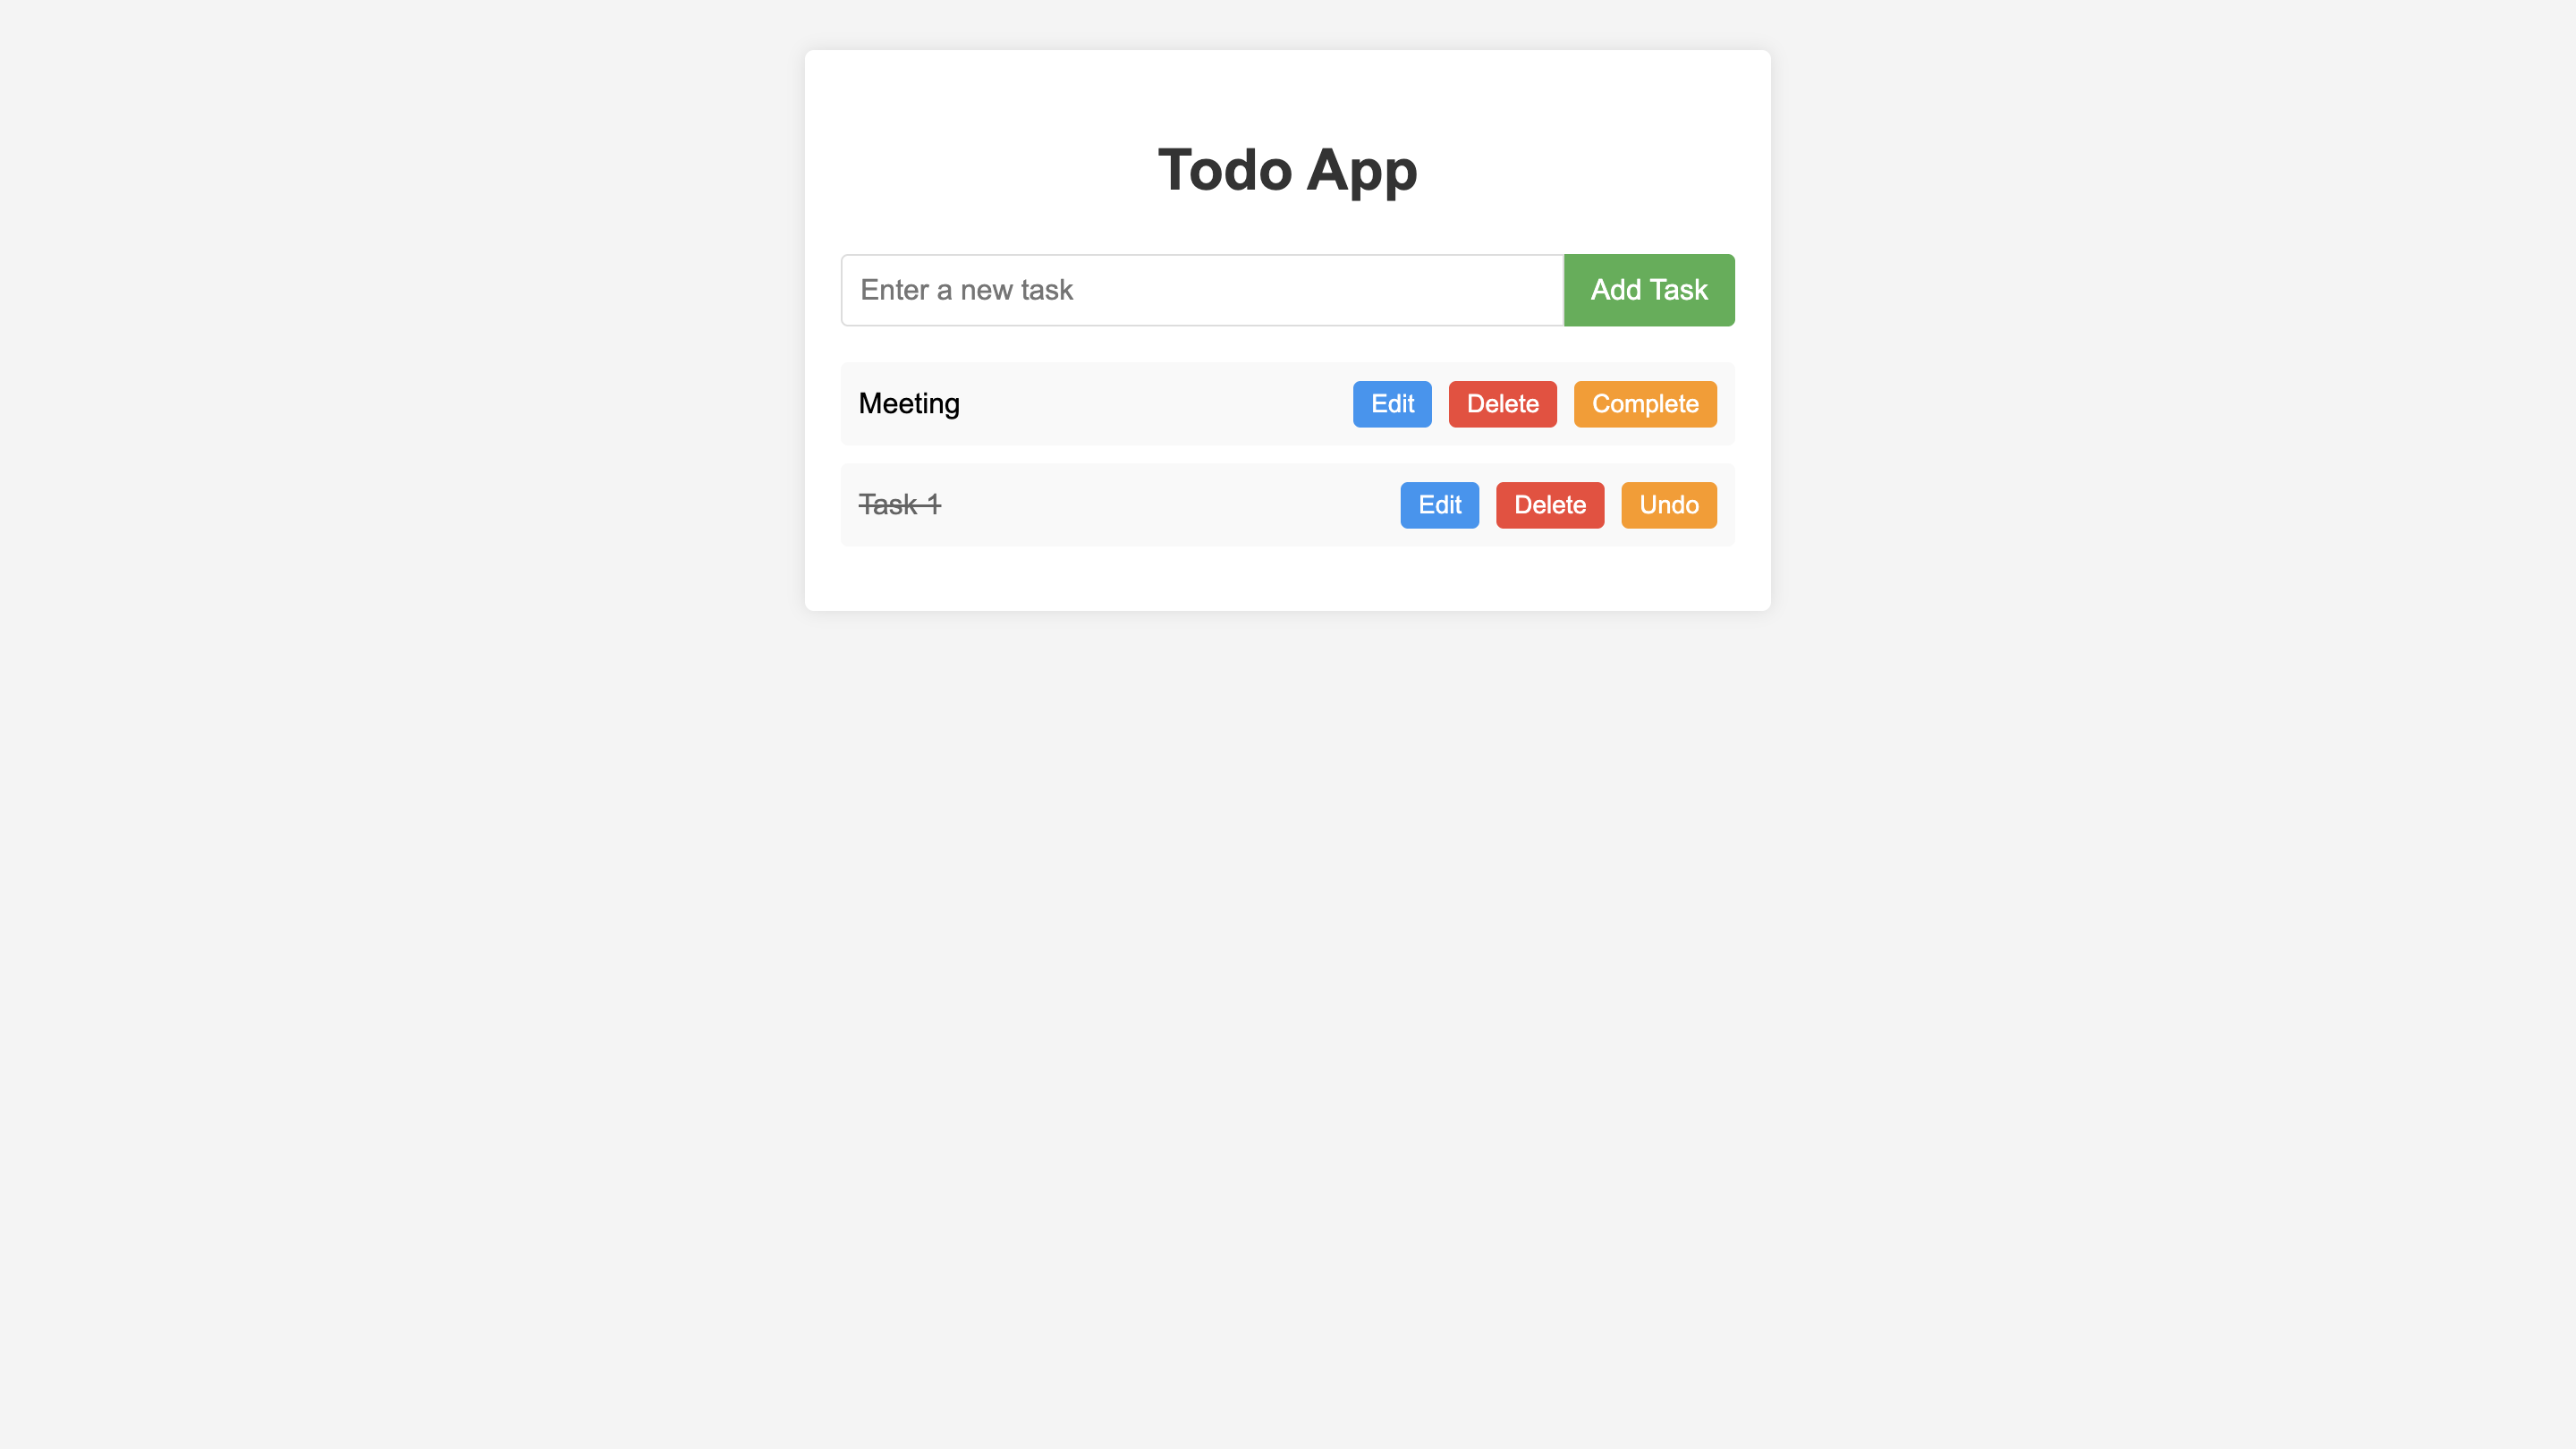 Todo App
Enter a new task Add Task
Meeting Edit Delete Complete
Task 1 Edit Delete Undo